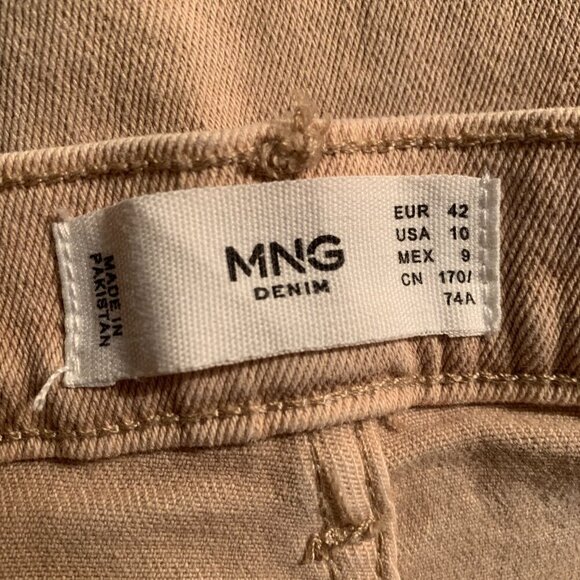 MADE IN
PAKISTAN
MNG
DENIM
EUR 42
USA 10
MEX 9
CN 170/
74A